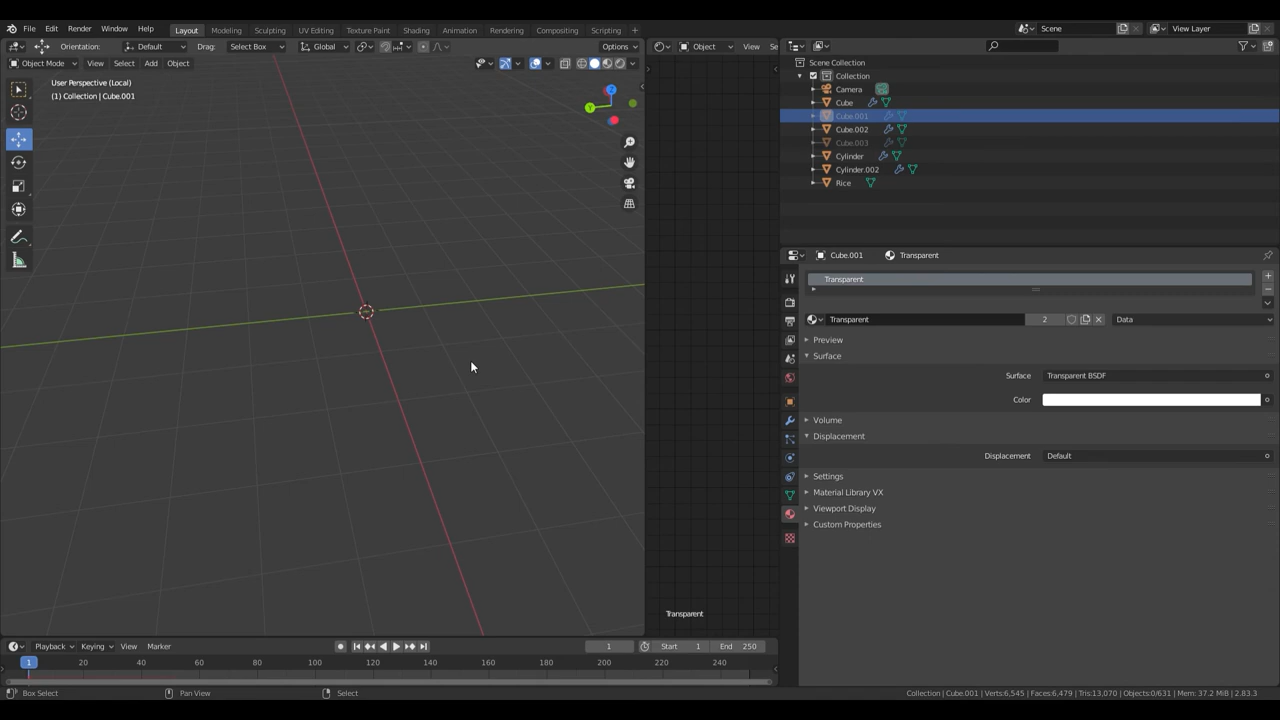 File Edit Render Window Help Layout Modeling Sculpting UV Editing Texture Paint Shading Animation Rendering Compositing Scripting + Scene View Layer
Orientation: Default Drag: Select Box Global Options Object View Se
Object Mode View Select Add Object
User Perspective (Local)
(1) Collection | Cube.001
Z
Y
Scene Collection
Collection
Camera
Cube
Cube.001
Cube.002
Cube.003
Cylinder
Cylinder.002
Rice
Cube.001 Transparent
Transparent
Transparent 2 Data
Preview
Surface
Surface Transparent BSDF
Color
Volume
Displacement
Displacement Default
Settings
Material Library VX
Viewport Display
Custom Properties
Transparent
Playback Keying View Marker 1 Start 1 End 250
1 20 40 60 80 100 120 140 160 180 200 220 240
Box Select Pan View Select Collection | Cube.001 | Verts:6,545 | Faces:6,479 | Tris:13,070 | Objects:0/631 | Mem: 37.2 MiB | 2.83.3